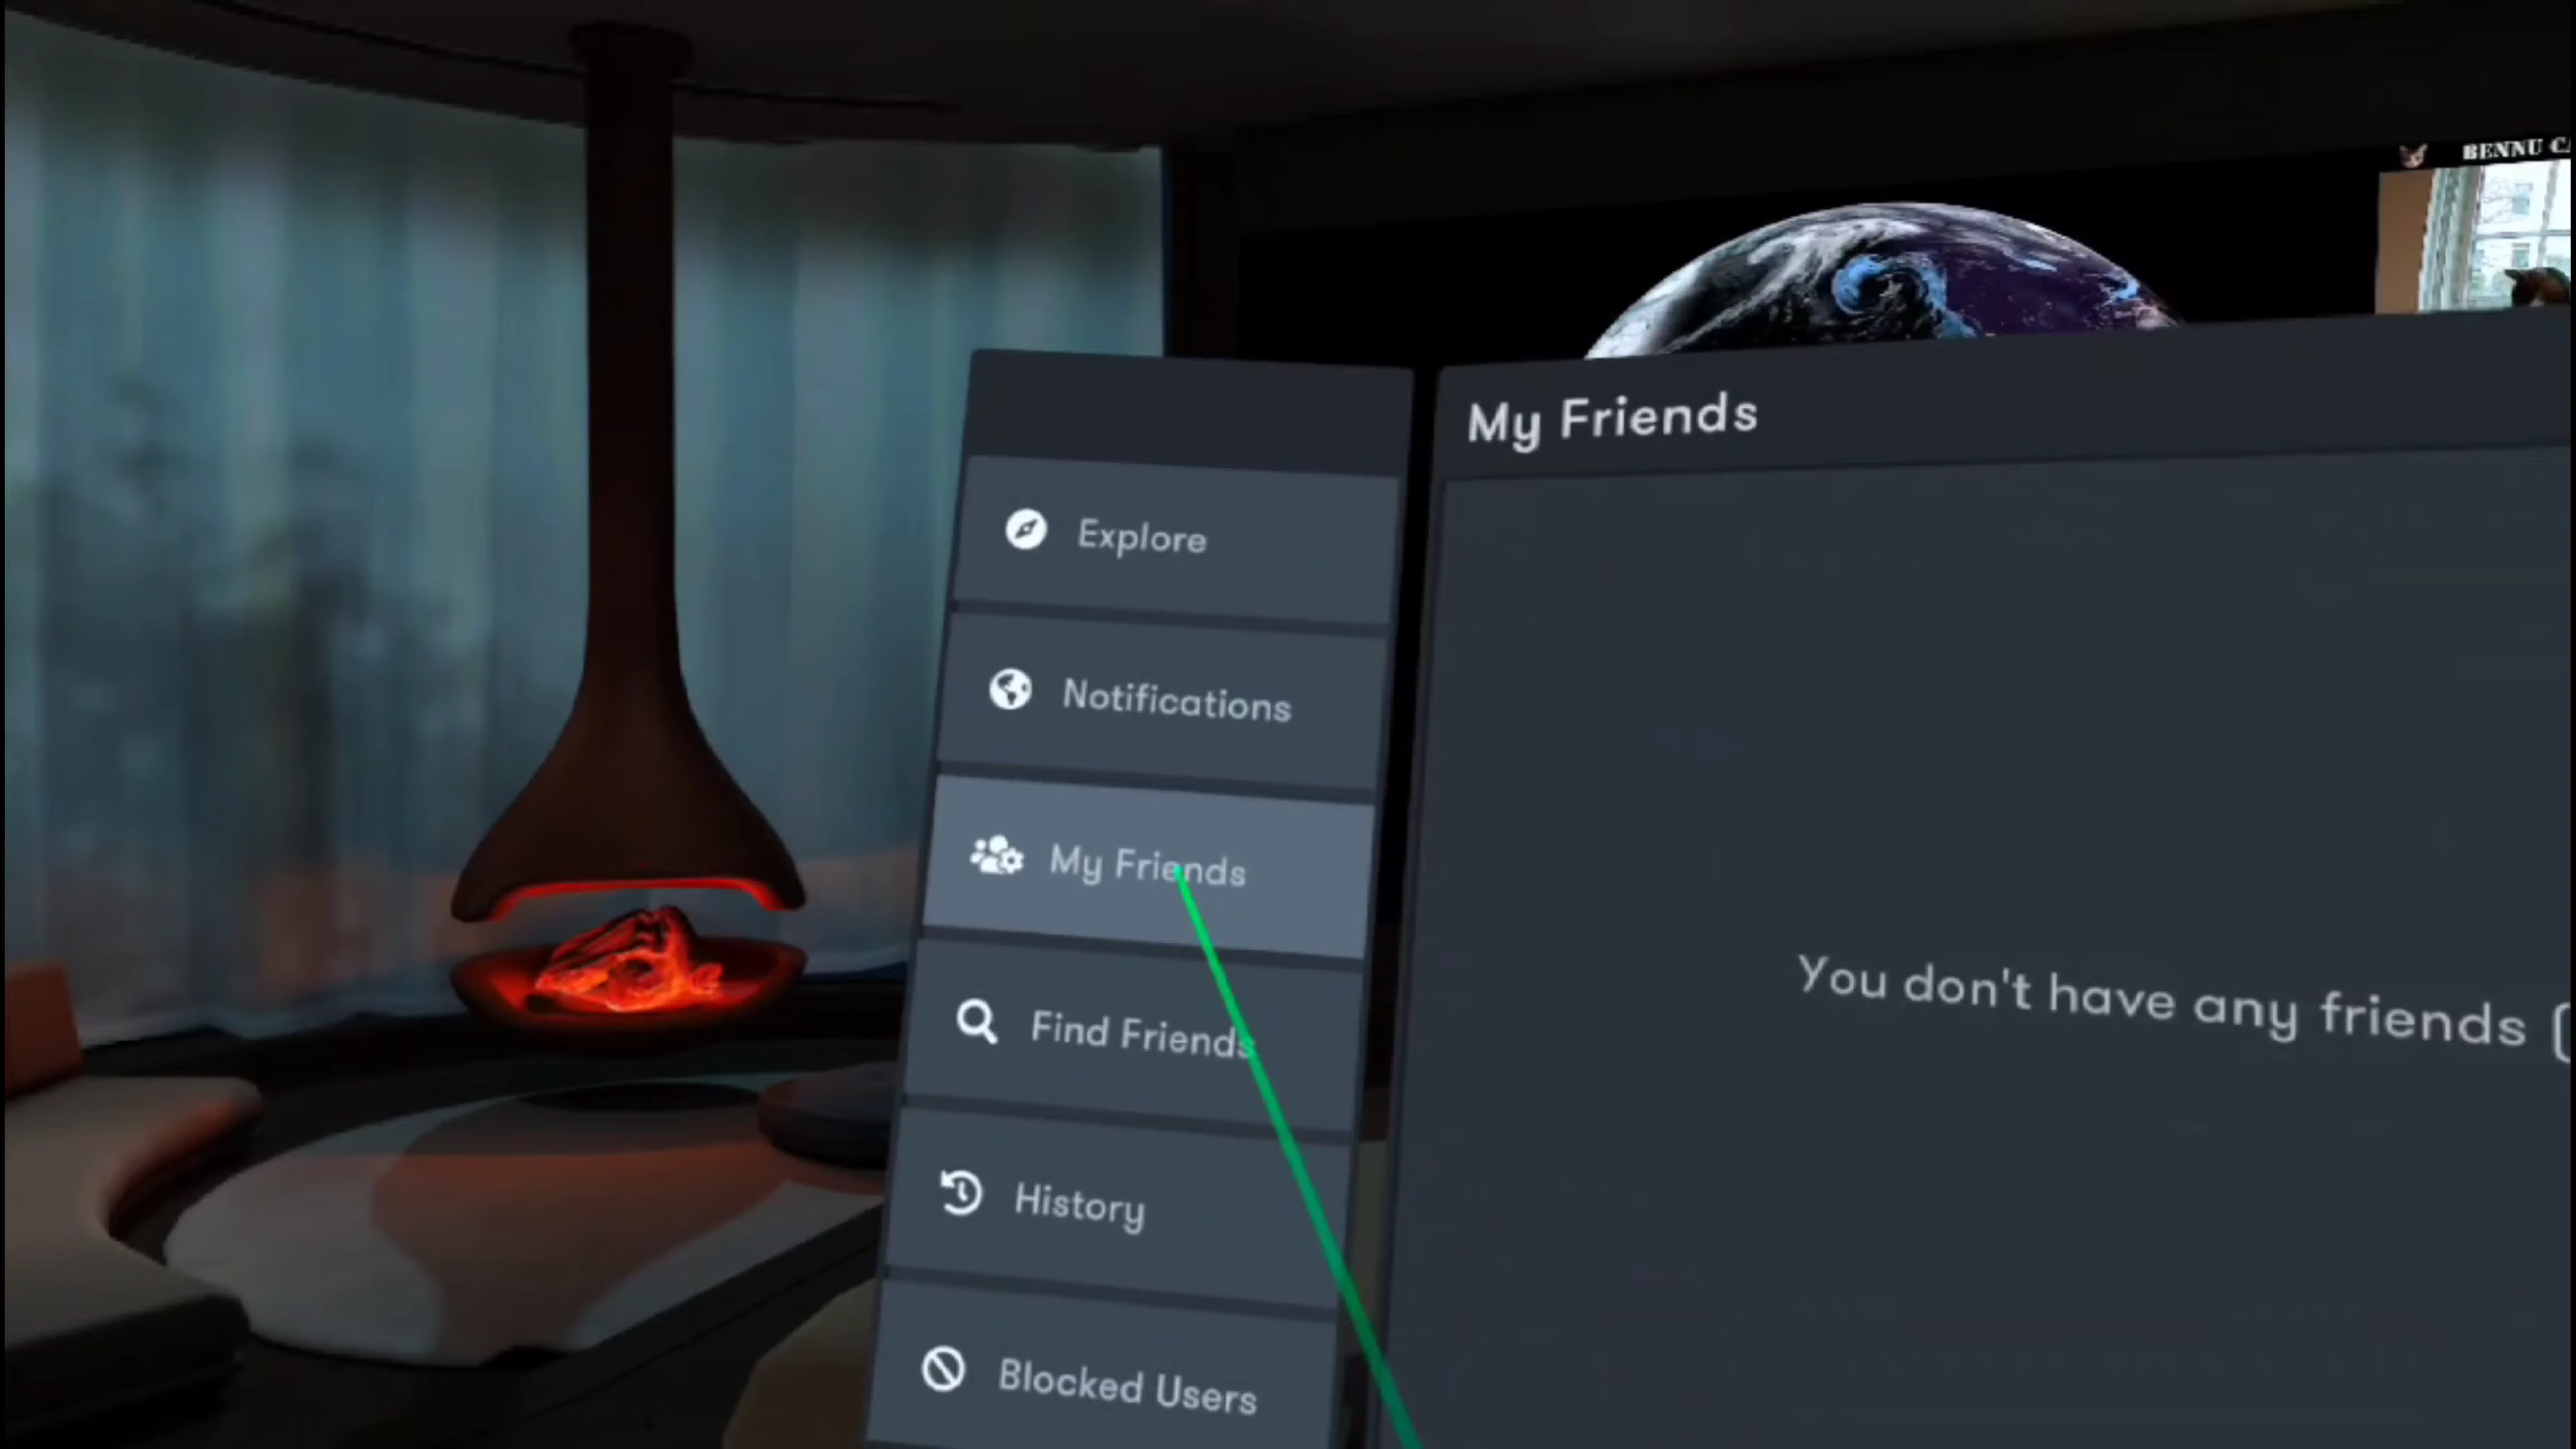 BENNU
My Friends
Explore
Notifications
My Friends
Find Friends
History
Blocked Users
You don't have any friends (